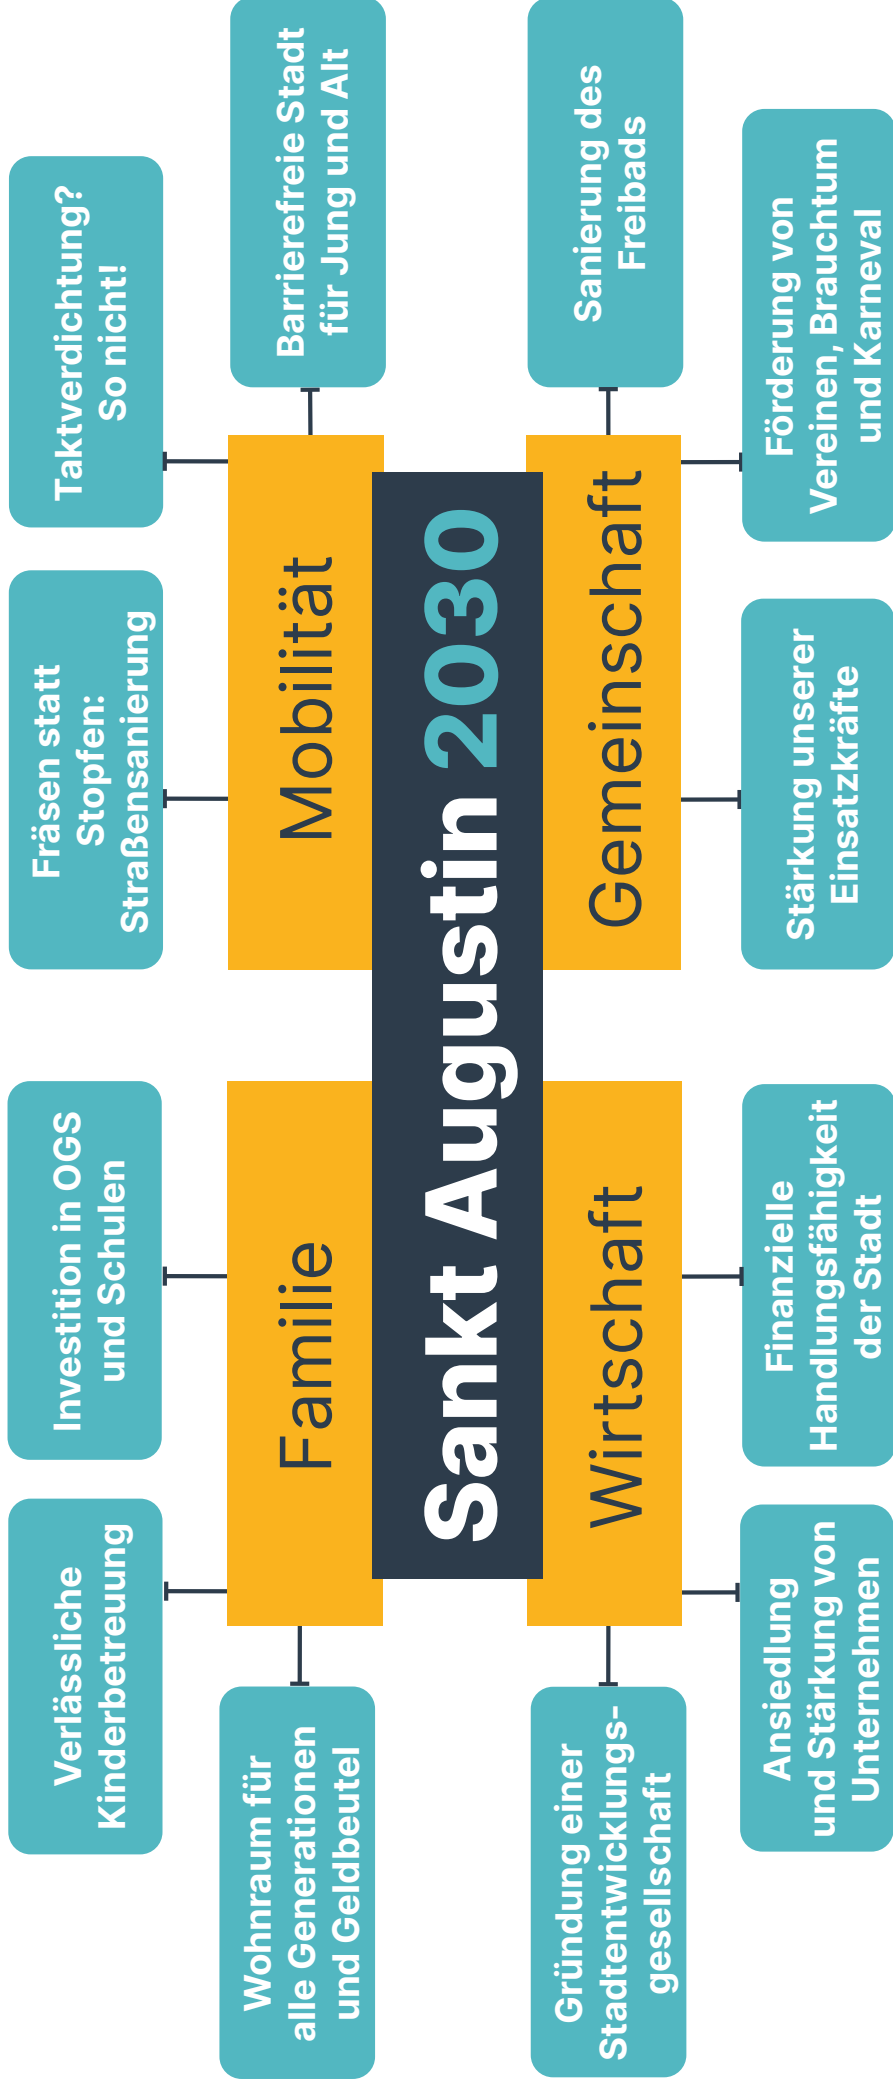 Verlässliche
Kinderbetreuung
Investition in OGS
und Schulen
Fräsen statt
Stopfen:
Straßensanierung
Taktverdichtung?
So nicht!
Wohnraum für
alle Generationen
und Geldbeutel
Familie
Mobilität
Barrierefreie Stadt
für Jung und Alt
Sankt Augustin 2030
Gründung einer
Stadtentwicklungs-
gesellschaft
Wirtschaft
Gemeinschaft
Sanierung des
Freibads
Ansiedlung
und Stärkung von
Unternehmen
Finanzielle
Handlungsfähigkeit
der Stadt
Stärkung unserer
Einsatzkräfte
Förderung von
Vereinen, Brauchtum
und Karneval